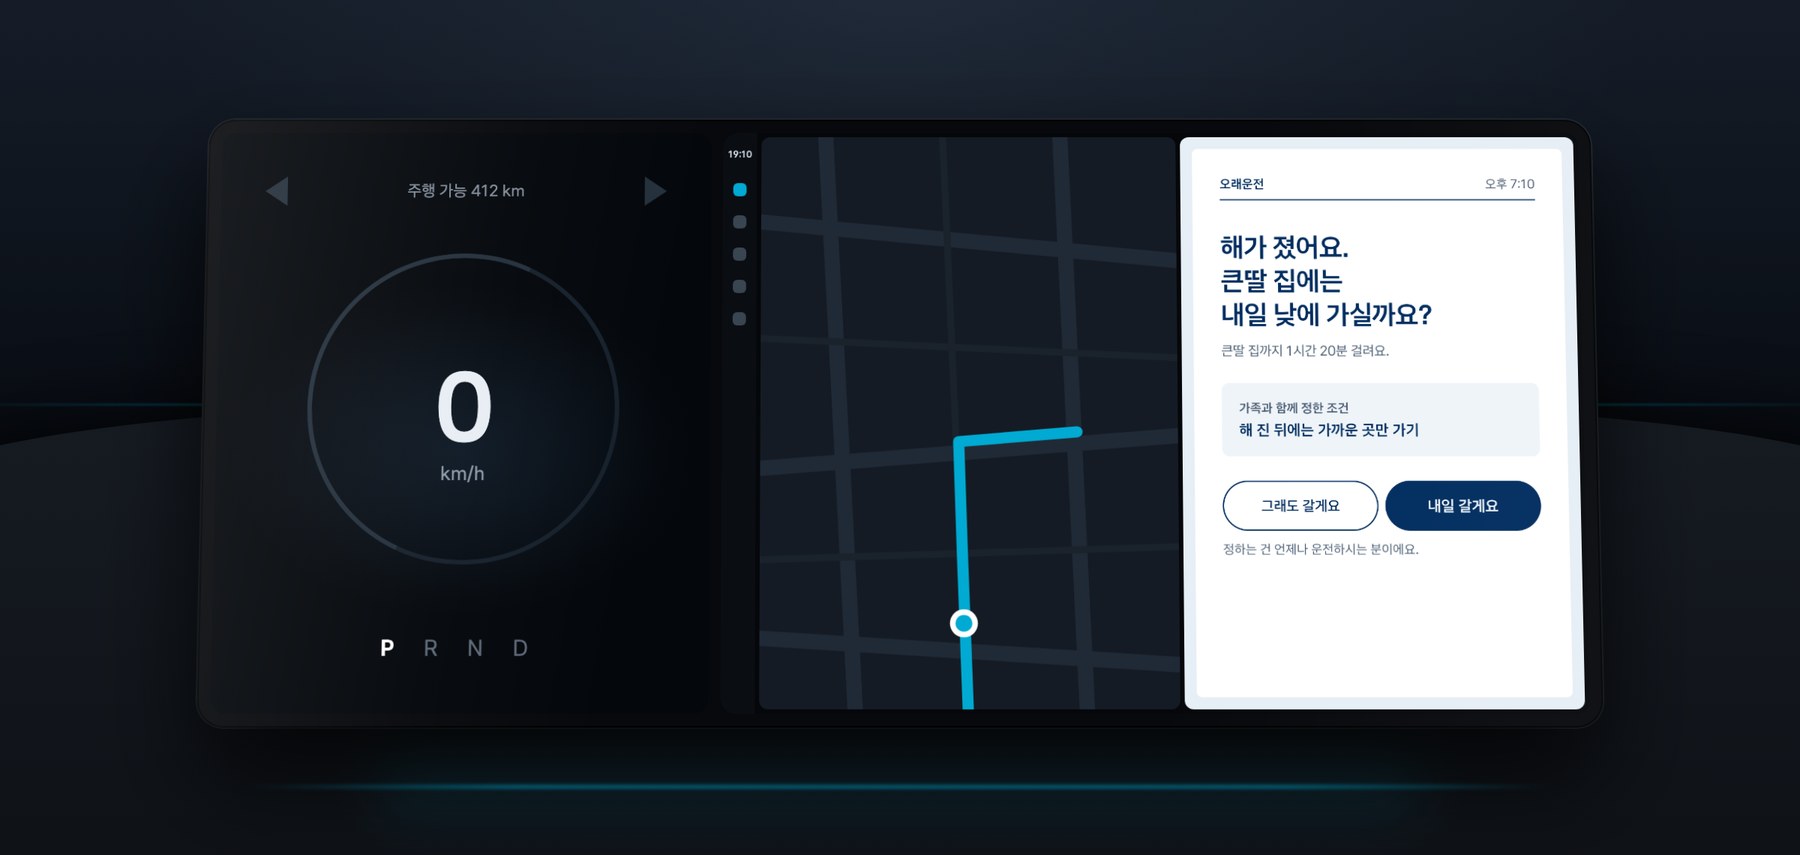 주행 가능 412 km
0
km/h
P R N D
19:10
오래운전
오후 7:10
해가 졌어요.
큰딸 집에는
내일 낮에 가실까요?
큰딸 집까지 1시간 20분 걸려요.
가족과 함께 정한 조건
해 진 뒤에는 가까운 곳만 가기
그래도 갈게요
내일 갈게요
정하는 건 언제나 운전하시는 분이에요.